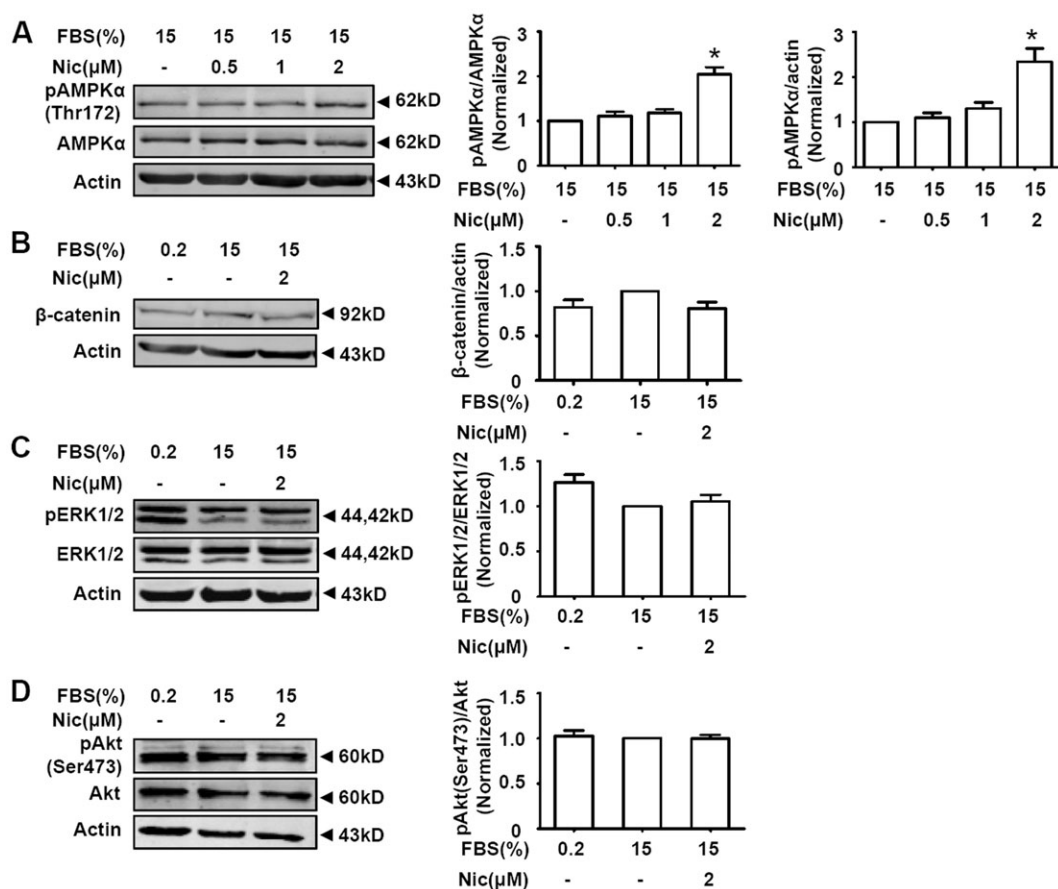 A
FBS(%) 15 15 15 15
Nic(µM) - 0.5 1 2
pAMPKα
(Thr172)
62kD
AMPKα 62kD
Actin 43kD
pAMPKα/AMPKα
(Normalized)
3
2
1
0
*
FBS(%) 15 15 15 15
Nic(µM) - 0.5 1 2
pAMPKα/actin
(Normalized)
3
2
1
0
*
FBS(%) 15 15 15 15
Nic(µM) - 0.5 1 2
B
FBS(%) 0.2 15 15
Nic(µM) - - 2
β-catenin 92kD
Actin 43kD
β-catenin/actin
(Normalized)
1.5
1.0
0.5
0
FBS(%) 0.2 15 15
Nic(µM) - - 2
C
FBS(%) 0.2 15 15
Nic(µM) - - 2
pERK1/2 44,42kD
ERK1/2 44,42kD
Actin 43kD
pERK1/2/ERK1/2
(Normalized)
1.5
1.0
0.5
0
FBS(%) 0.2 15 15
Nic(µM) - - 2
D
FBS(%) 0.2 15 15
Nic(µM) - - 2
pAkt
(Ser473)
60kD
Akt 60kD
Actin 43kD
pAkt(Ser473)/Akt
(Normalized)
1.5
1.0
0.5
0
FBS(%) 0.2 15 15
Nic(µM) - - 2